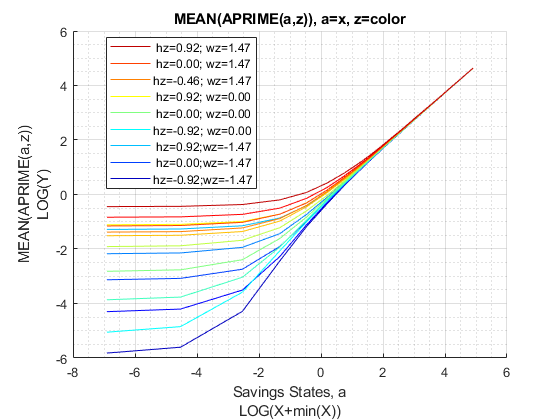 MEAN(APRIME(a,z)), a=x, z=color
6
4
2
0
-2
-4
-6
MEAN(APRIME(a,z))
LOG(Y)
hz=0.92; wz=1.47
hz=0.00; wz=1.47
hz=-0.46; wz=1.47
hz=0.92; wz=0.00
hz=0.00; wz=0.00
hz=-0.92; wz=0.00
hz=0.92;wz=-1.47
hz=0.00;wz=-1.47
hz=-0.92;wz=-1.47
-8 -6 -4 -2 0 2 4 6
Savings States, a
LOG(X+min(X))